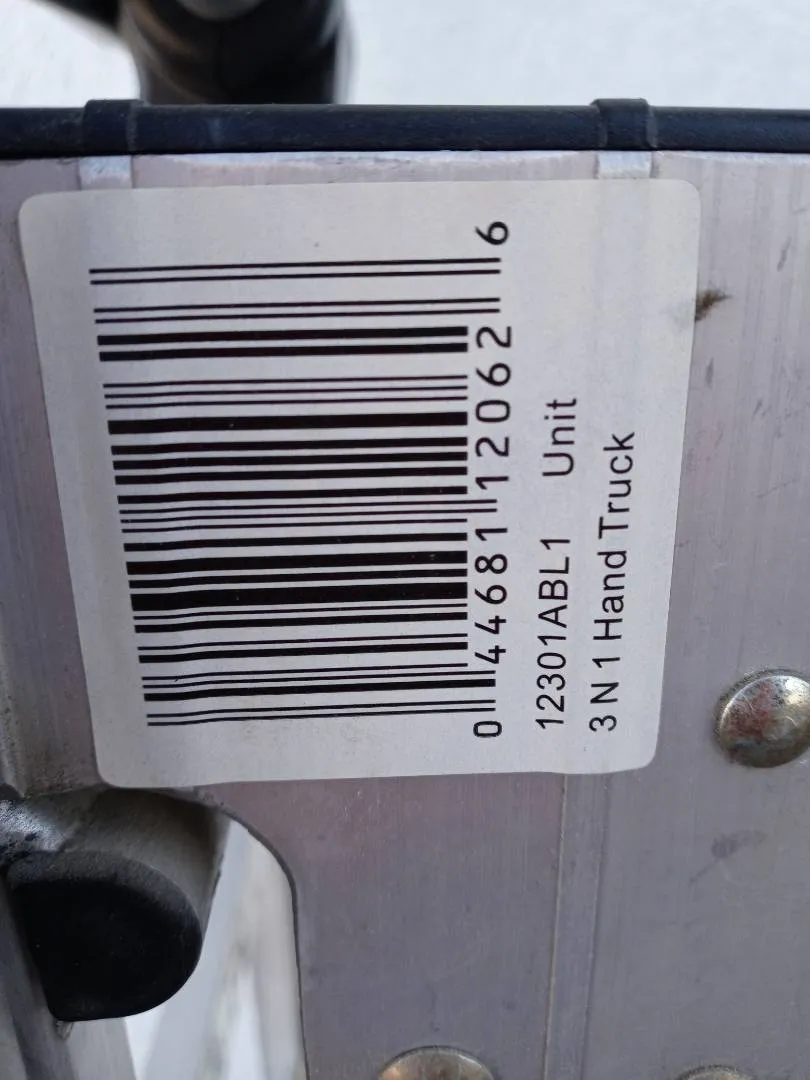 0 44681 12062 6
12301ABL1 Unit
3 N 1 Hand Truck